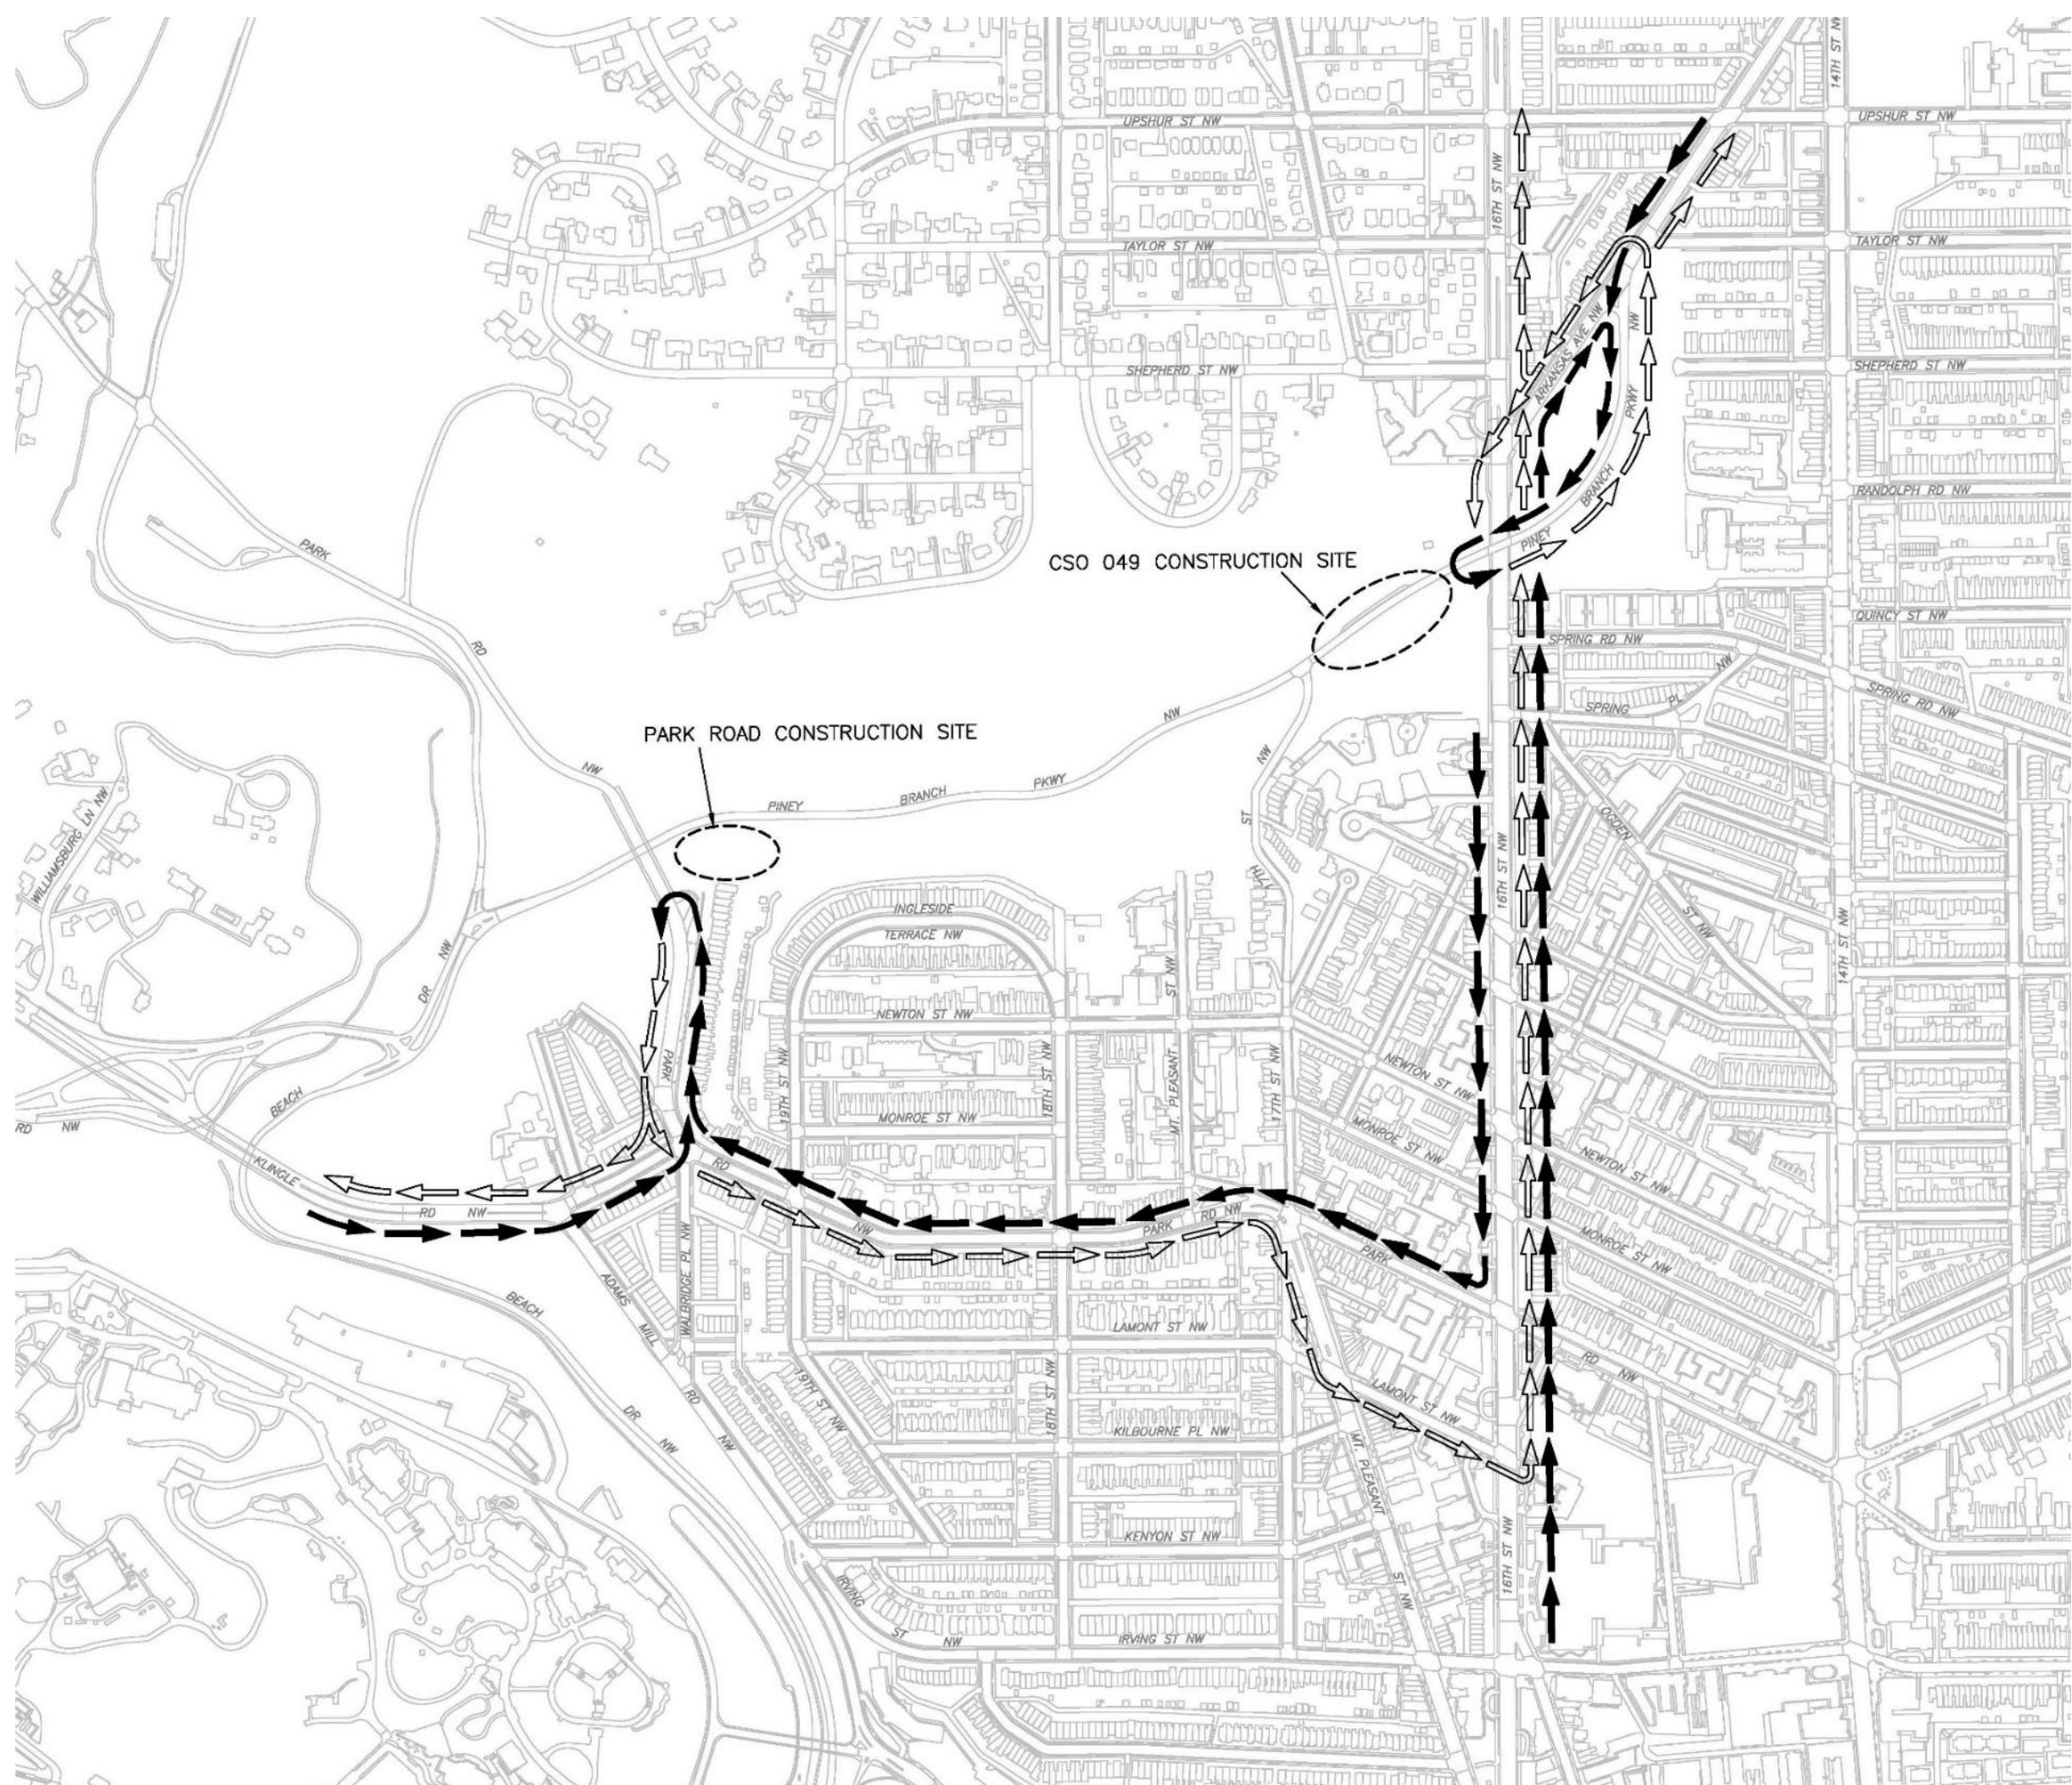 14TH ST NW
UPSHUR ST NW
UPSHUR ST NW
16TH ST NW
TAYLOR ST NW
TAYLOR ST NW
ARKANSAS AVE NW
NW
SHEPHERD ST NW
SHEPHERD ST NW
PKWY
BRANCH
RANDOLPH RD NW
PINEY
PARK
CSO 049 CONSTRUCTION SITE
QUINCY ST NW
RD
SPRING RD NW
NW
SPRING RD NW
SPRING PL
NW
PARK ROAD CONSTRUCTION SITE
NW
NW
PKWY
BRANCH
PINEY
ST
OGDEN
WILLIAMSBURG LN NW
17TH
16TH ST NW
INGLESIDE
TERRACE NW
ST NW
14TH ST NW
NW
ST NW
DR
NEWTON ST NW
PARK
19TH ST NW
18TH ST NW
MT. PLEASANT
17TH ST NW
NEWTON ST NW
BEACH
MONROE ST NW
RD NW
MONROE ST NW
KLINGLE
RD
NEWTON ST NW
RD NW
NW
PARK RD NW
MONROE ST NW
PARK
ADAMS
WALBRIDGE PL NW
BEACH
MILL
LAMONT ST NW
RD NW
19TH ST NW
18TH ST NW
LAMONT ST NW
RD
DR
KILBOURNE PL NW
NW
NW
MT. PLEASANT
KENYON ST NW
16TH ST NW
IRVING
ST NW
ST
NW
IRVING ST NW